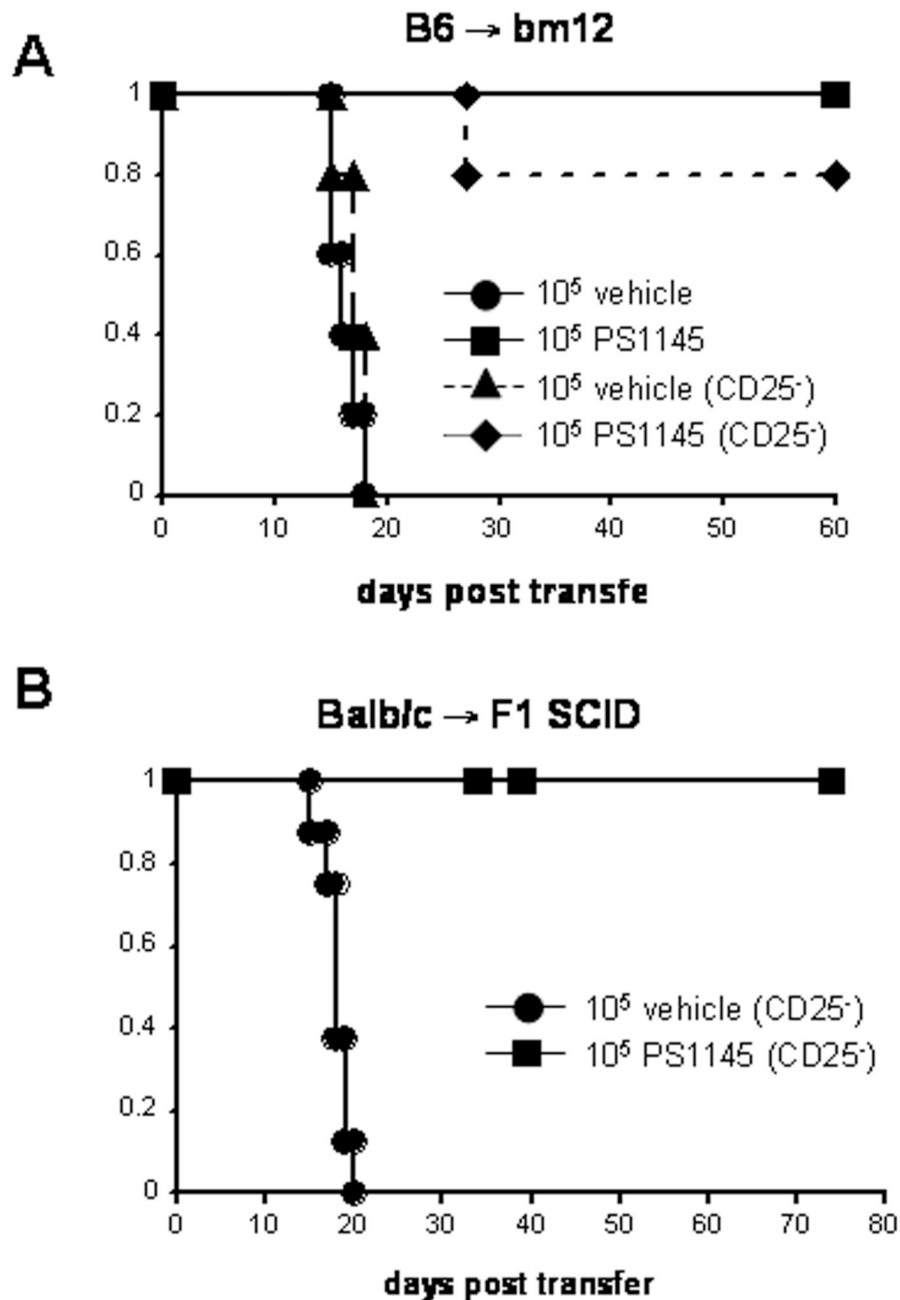 A
B6 → bm12
1
0.8
0.6
0.4
0.2
0
0 10 20 30 40 50 60
10⁵ vehicle
10⁵ PS1145
10⁵ vehicle (CD25⁻)
10⁵ PS1145 (CD25⁻)
days post transfe
B
Balb/c → F1 SCID
1
0.8
0.6
0.4
0.2
0
0 10 20 30 40 50 60 70 80
10⁵ vehicle (CD25⁻)
10⁵ PS1145 (CD25⁻)
days post transfer